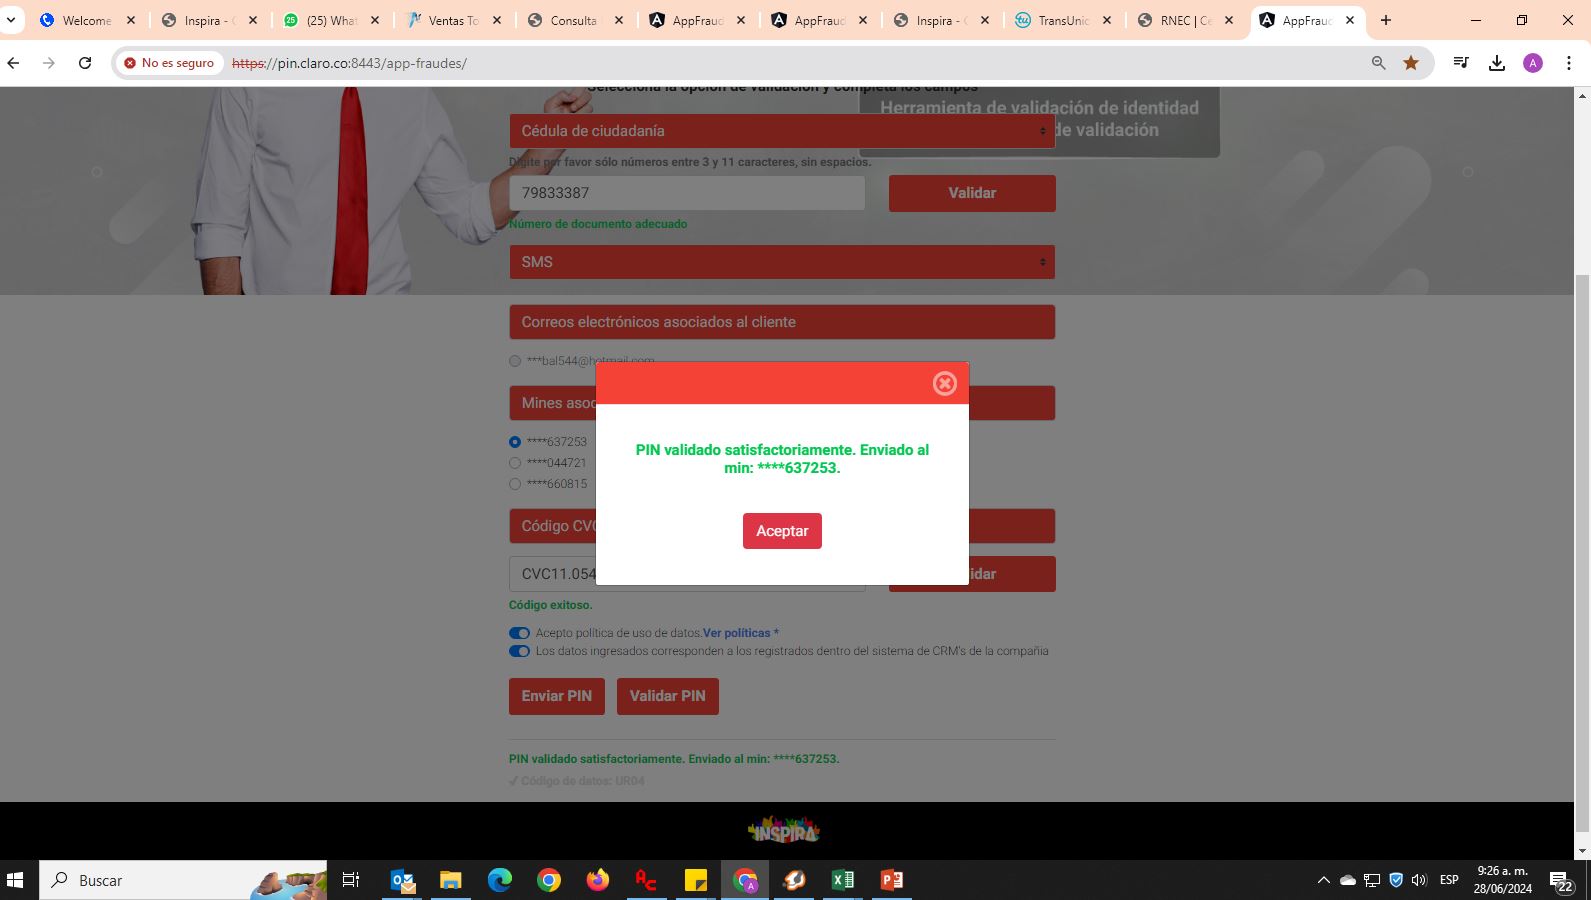 Welcome
Inspira - C
(25) What
Ventas To
Consulta
AppFraud
AppFraud
Inspira - C
TransUnic
RNEC | Ce
AppFraud
No es seguro
https://pin.claro.co:8443/app-fraudes/
A
Selecciona la opción de validación y completa los campos
Herramienta de validación de identidad
de validación
Cédula de ciudadanía
Digite por favor sólo números entre 3 y 11 caracteres, sin espacios.
79833387
Validar
Número de documento adecuado
SMS
Correos electrónicos asociados al cliente
***bal544@hotmail.com
Mines asoc
****637253
****044721
****660815
PIN validado satisfactoriamente. Enviado al
min: ****637253.
Aceptar
Código CVC
CVC11.054
idar
Código exitoso.
Acepto política de uso de datos.Ver políticas *
Los datos ingresados corresponden a los registrados dentro del sistema de CRM's de la compañia
Enviar PIN
Validar PIN
PIN validado satisfactoriamente. Enviado al min: ****637253.
✓ Código de datos: UR04
INSPIRA
Buscar
ESP
9:26 a. m.
28/06/2024
22